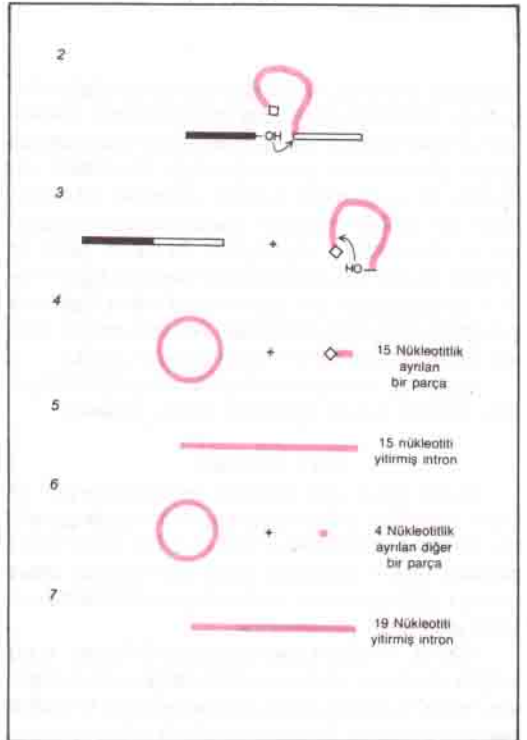 2
OH
3
+
HO
4
+
15 Nükleotitlik
ayrılan
bir parça
5
15 nükleotiti
yitirmiş intron
6
+
4 Nükleotitlik
ayrılan diğer
bir parça
7
19 Nükleotiti
yitirmiş intron